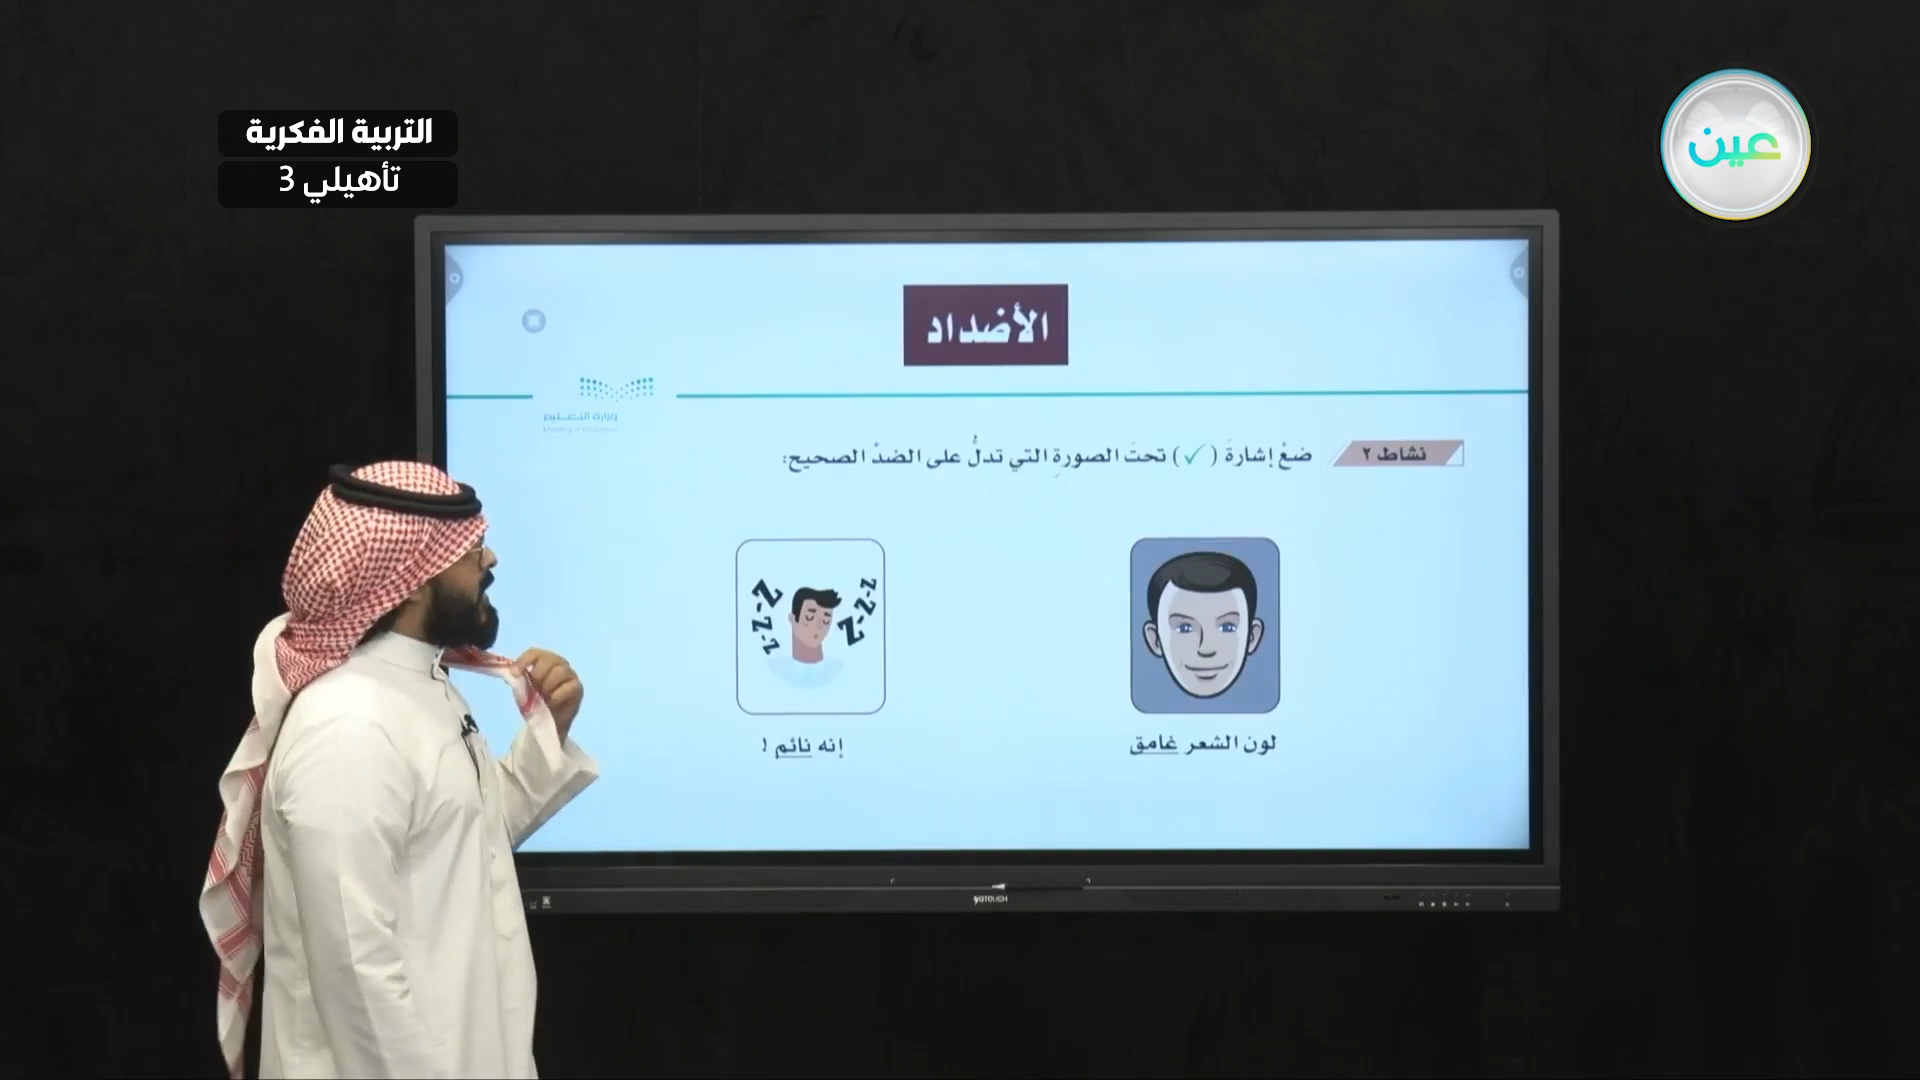 التربية الفكرية
تأهيلي 3
عين
الأضداد
وزارة التعليم
نشاط ٢
ضعْ إشارةَ (✓) تحتَ الصورةِ التي تدلُّ على الضدّ الصحيح:
Z-Z-Z
Z-Z-Z
لون الشعر غامق
إنه نائم !